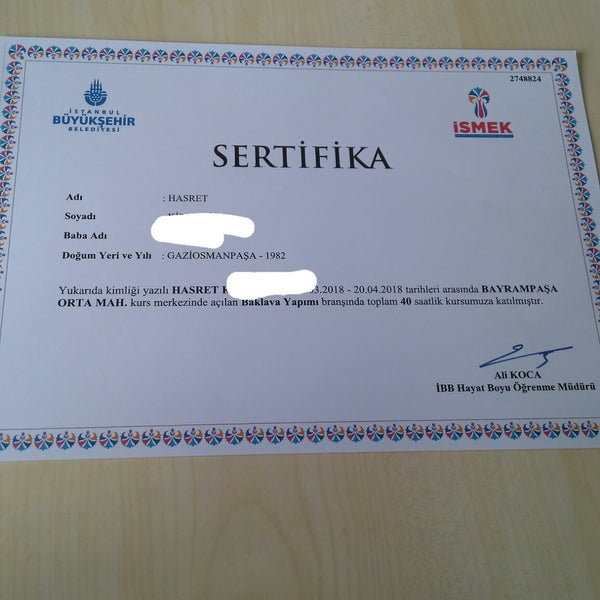 2748824
İSTANBUL
BÜYÜKŞEHİR
BELEDİYESİ
İSMEK
SERTİFİKA
Adı : HASRET
Soyadı
Baba Adı
Doğum Yeri ve Yılı : GAZİOSMANPAŞA - 1982
Yukarıda kimliği yazılı HASRET .03.2018 - 20.04.2018 tarihleri arasında BAYRAMPAŞA
ORTA MAH. kurs merkezinde açılan Baklava Yapımı branşında toplam 40 saatlik kursumuza katılmıştır.
Ali KOCA
İBB Hayat Boyu Öğrenme Müdürü